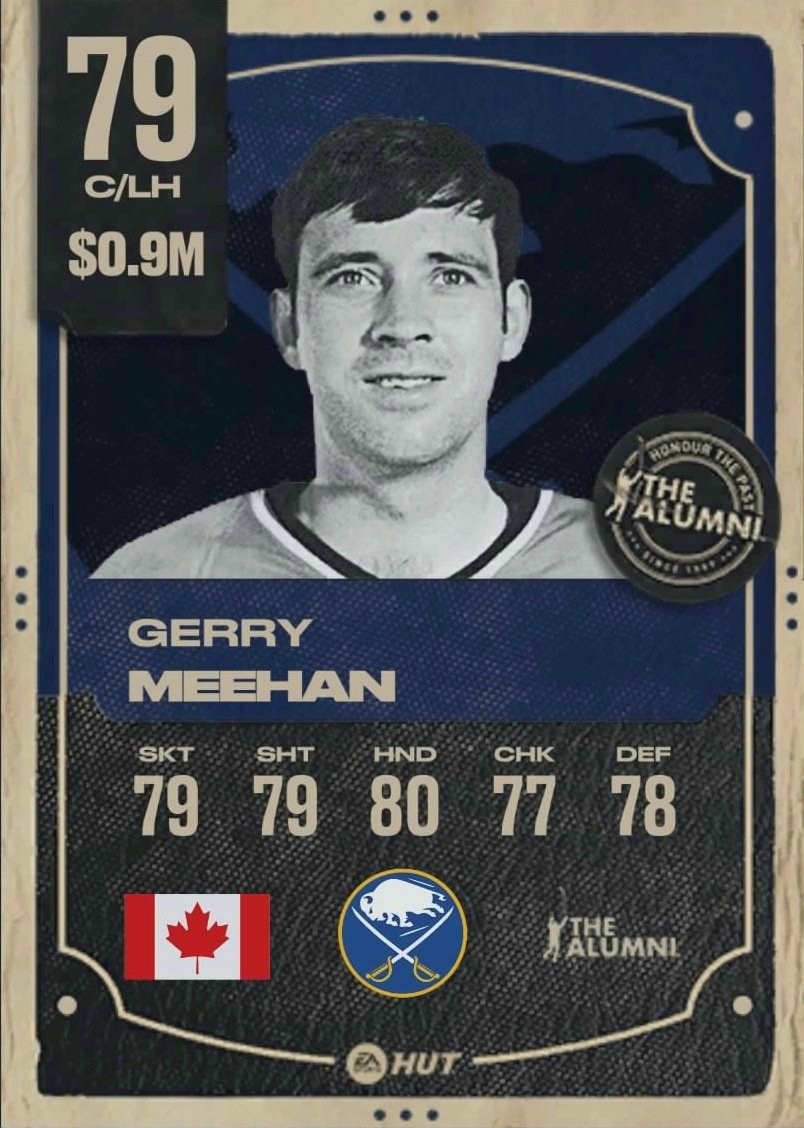 79
C/LH
$0.9M
HONOUR THE PAST
THE
ALUMNI
GERRY
MEEHAN
SKT SHT HND CHK DEF
79 79 80 77 78
THE
ALUMNI
EA HUT